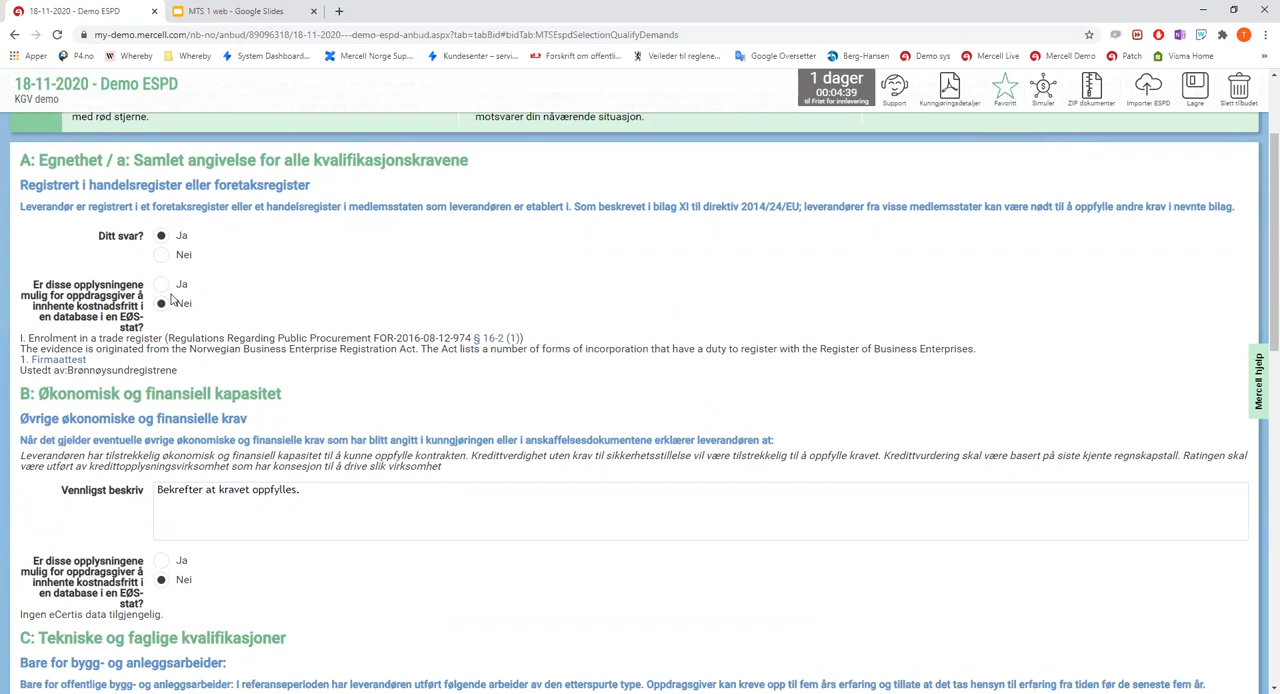 18-11-2020 - Demo ESPD
MTS 1 web - Google Slides
my-demo.mercell.com/nb-no/anbud/89096318/18-11-2020---demo-espd-anbud.aspx?tab=tabBid#bidTab:MTSEspdSelectionQualifyDemands
Apper
P4.no
Whereby
Whereby
System Dashboard...
Mercell Norge Sup...
Kundesenter – servi...
Forskrift om offentli...
Veileder til reglene...
Google Oversetter
Berg-Hansen
Demo sys
Mercell Live
Mercell Demo
Patch
Visma Home
18-11-2020 - Demo ESPD
KGV demo
1 dager
00:04:39
til Frist for innlevering
Support
Kunngjøringsdetaljer
Favoritt
Simuler
ZIP dokumenter
Importer ESPD
Lagre
Slett tilbudet
med rød stjerne.
motsvarer din nåværende situasjon.
A: Egnethet / a: Samlet angivelse for alle kvalifikasjonskravene
Registrert i handelsregister eller foretaksregister
Leverandør er registrert i et foretaksregister eller et handelsregister i medlemsstaten som leverandøren er etablert i. Som beskrevet i bilag XI til direktiv 2014/24/EU; leverandører fra visse medlemsstater kan være nødt til å oppfylle andre krav i nevnte bilag.
Ditt svar?
Ja
Nei
Er disse opplysningene
mulig for oppdragsgiver å
innhente kostnadsfritt i
en database i en EØS-
stat?
Ja
Nei
I. Enrolment in a trade register (Regulations Regarding Public Procurement FOR-2016-08-12-974 § 16-2 (1))
The evidence is originated from the Norwegian Business Enterprise Registration Act. The Act lists a number of forms of incorporation that have a duty to register with the Register of Business Enterprises.
1. Firmaattest
Ustedt av:Brønnøysundregistrene
B: Økonomisk og finansiell kapasitet
Øvrige økonomiske og finansielle krav
Når det gjelder eventuelle øvrige økonomiske og finansielle krav som har blitt angitt i kunngjøringen eller i anskaffelsesdokumentene erklærer leverandøren at:
Leverandøren har tilstrekkelig økonomisk og finansiell kapasitet til å kunne oppfylle kontrakten. Kredittverdighet uten krav til sikkerhetsstillelse vil være tilstrekkelig til å oppfylle kravet. Kredittvurdering skal være basert på siste kjente regnskapstall. Ratingen skal
være utført av kredittopplysningsvirksomhet som har konsesjon til å drive slik virksomhet
Vennligst beskriv
Bekrefter at kravet oppfylles.
Er disse opplysningene
mulig for oppdragsgiver å
innhente kostnadsfritt i
en database i en EØS-
stat?
Ja
Nei
Ingen eCertis data tilgjengelig.
C: Tekniske og faglige kvalifikasjoner
Bare for bygg- og anleggsarbeider:
Bare for offentlige bygg- og anleggsarbeider: I referanseperioden har leverandøren utført følgende arbeider av den etterspurte type. Oppdragsgiver kan kreve opp til fem års erfaring og tillate at det tas hensyn til erfaring fra tiden før de seneste fem år.
Mercell hjelp